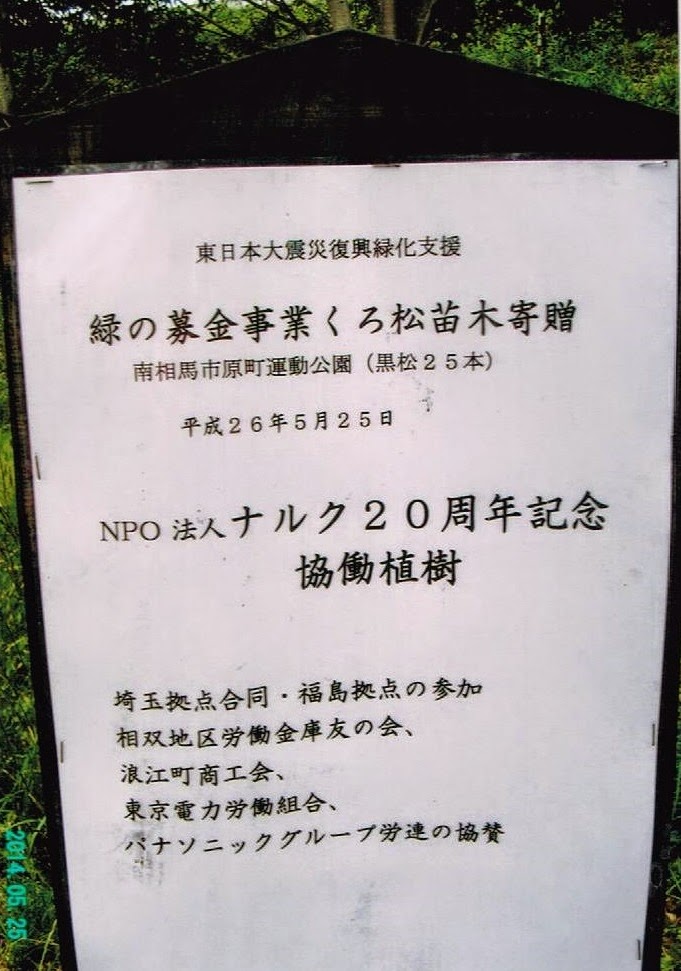 東日本大震災復興緑化支援
緑の募金事業くろ松苗木寄贈
南相馬市原町運動公園（黒松２５本）
平成２６年５月２５日
NPO 法人ナルク２０周年記念
協働植樹
埼玉拠点合同・福島拠点の参加
相双地区労働金庫友の会、
浪江町商工会、
東京電力労働組合、
パナソニックグループ労連の協賛
2014.05.25